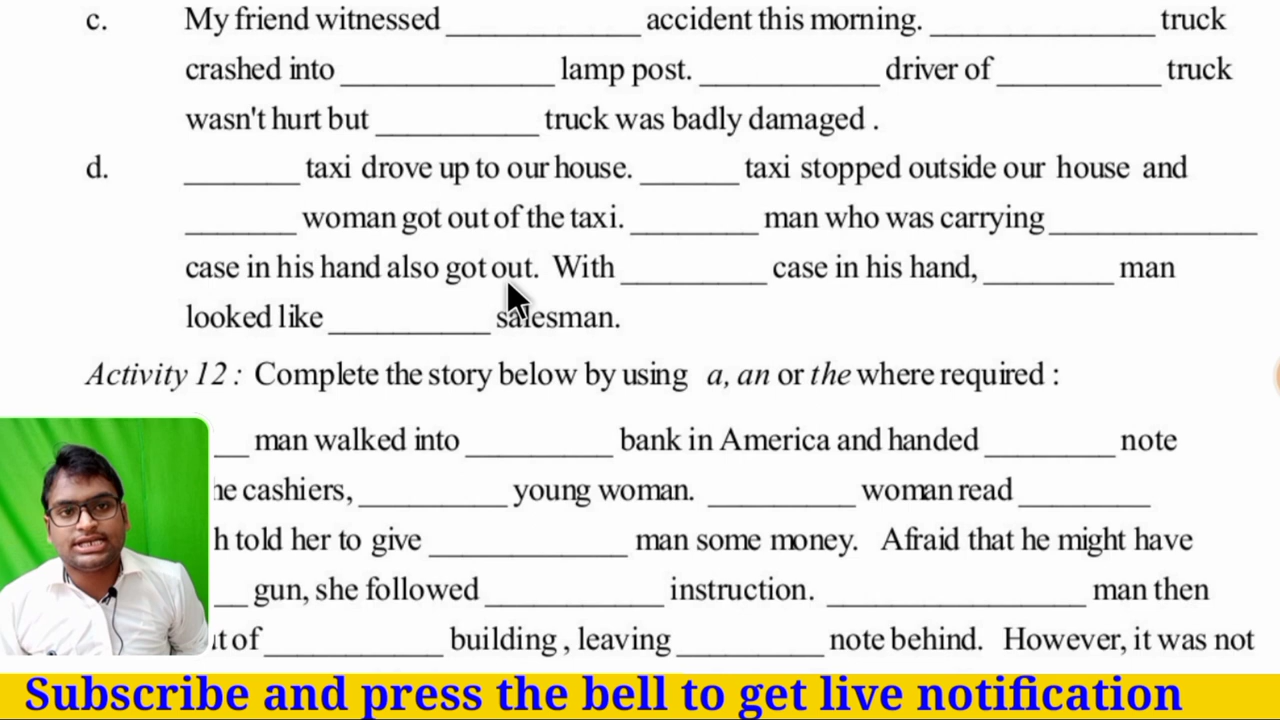 c. My friend witnessed ____________ accident this morning. ______________ truck
crashed into _____________ lamp post. ___________ driver of __________ truck
wasn't hurt but __________ truck was badly damaged .
d. _______ taxi drove up to our house. ______ taxi stopped outside our house and
_______ woman got out of the taxi. ________ man who was carrying _____________
case in his hand also got out. With _________ case in his hand, ________ man
looked like __________ salesman.
Activity 12 : Complete the story below by using a, an or the where required :
__ man walked into _________ bank in America and handed ________ note
he cashiers, _________ young woman. _________ woman read ________
h told her to give ____________ man some money. Afraid that he might have
__ gun, she followed ___________ instruction. ________________ man then
t of ___________ building , leaving _________ note behind. However, it was not
Subscribe and press the bell to get live notification